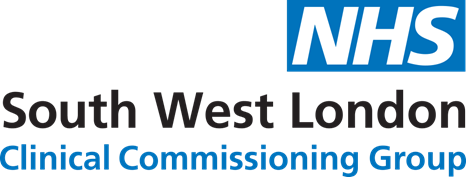 NHS
South West London
Clinical Commissioning Group